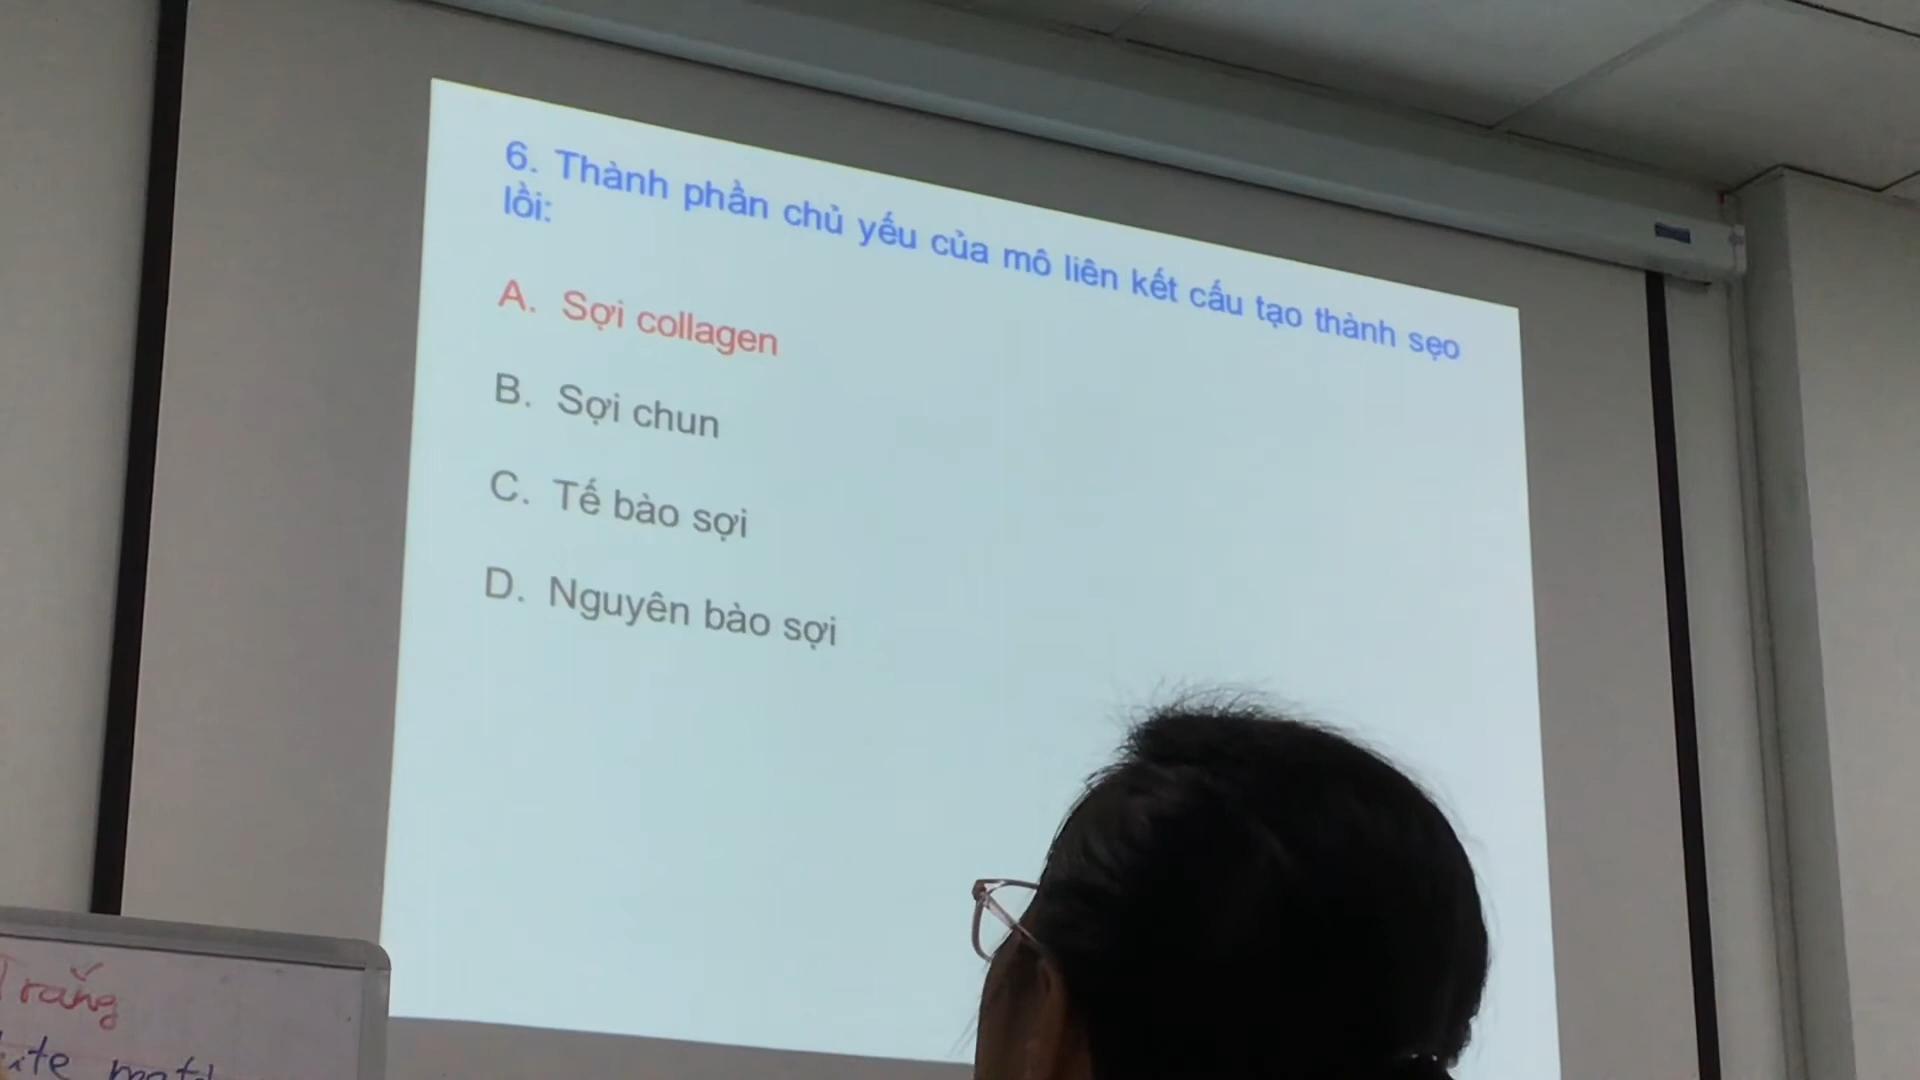 6. Thành phần chủ yếu của mô liên kết cấu tạo thành sẹo
lồi:
A. Sợi collagen
B. Sợi chun
C. Tế bào sợi
D. Nguyên bào sợi
Trắng